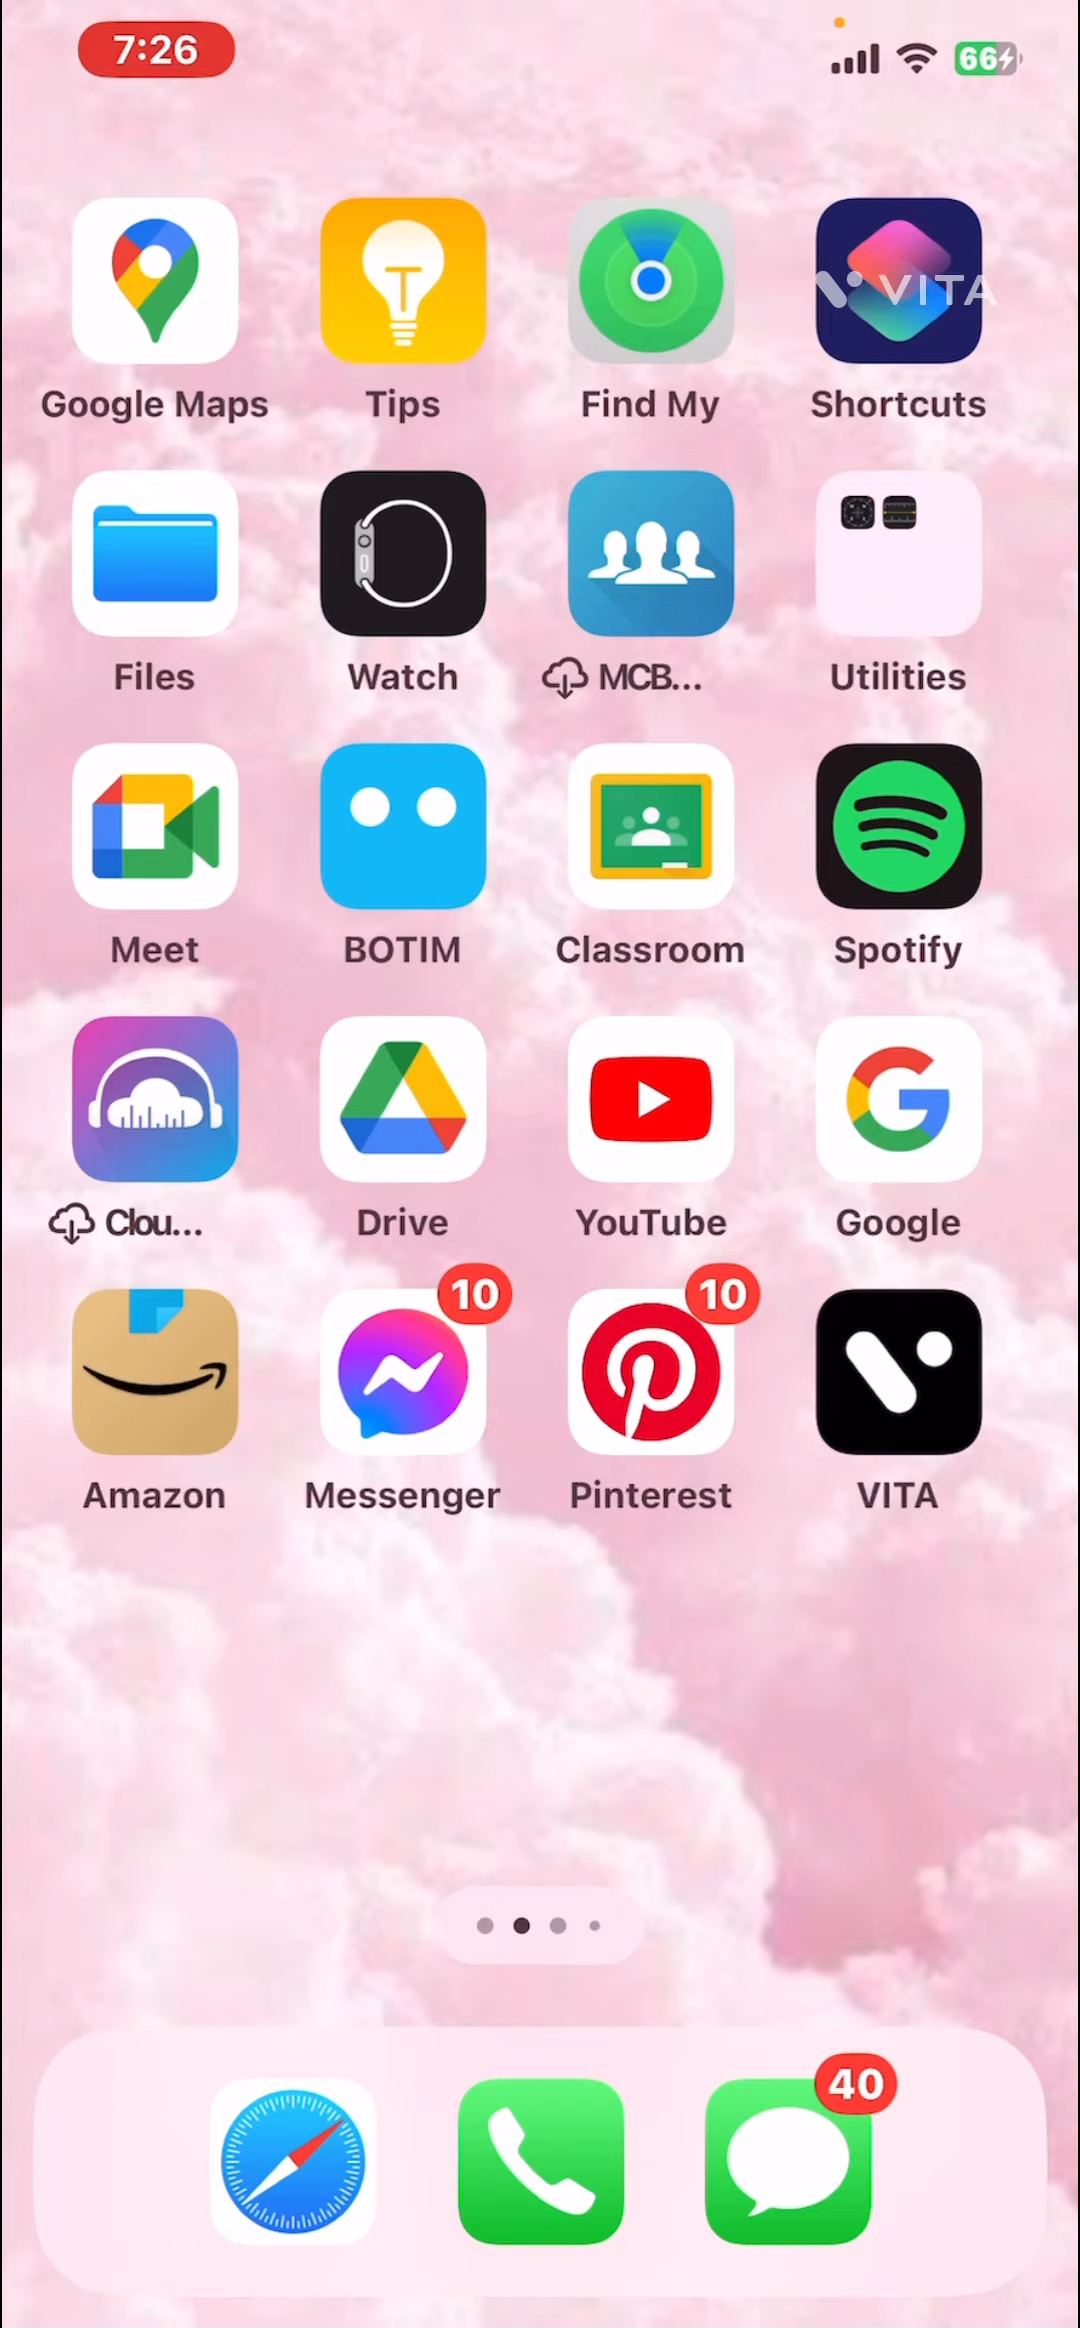 7:26
66
VITA
Google Maps
Tips
Find My
Shortcuts
Files
Watch
MCB...
Utilities
Meet
BOTIM
Classroom
Spotify
Clou...
Drive
YouTube
Google
10
10
Amazon
Messenger
Pinterest
VITA
40